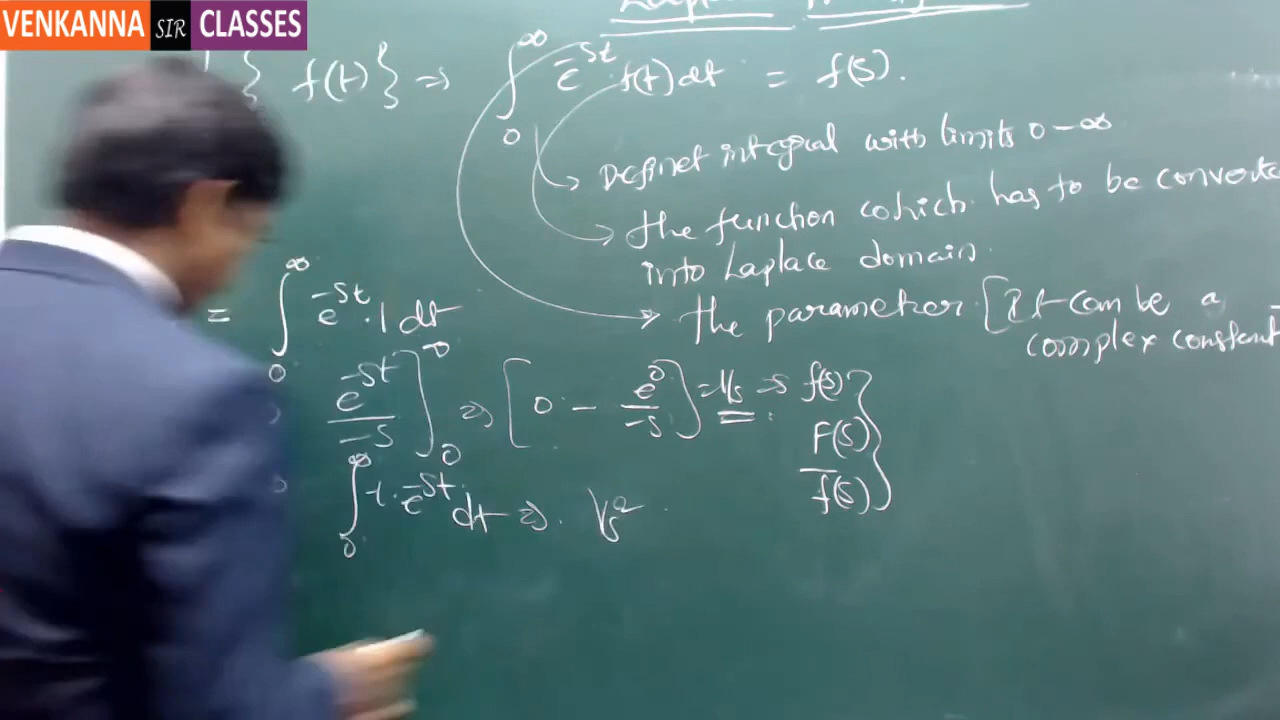 VENKANNA SIR CLASSES
{ f(t) } ⇒ ∫₀^∞ e^-st f(t) dt = f(s).
Definet integral with limits 0-∞
the function which has to be converte
into Laplace domain.
= ∫₀^∞ e^-st . 1 dt
the parameter [It can be a
complex constant
e^-st / -s ]₀^∞ ⇒ [0 - e^0 / -s] = 1/s → f(s)
F(s)
f̅(s)
∫₀^∞ t. e^-st dt ⇒ 1/s²